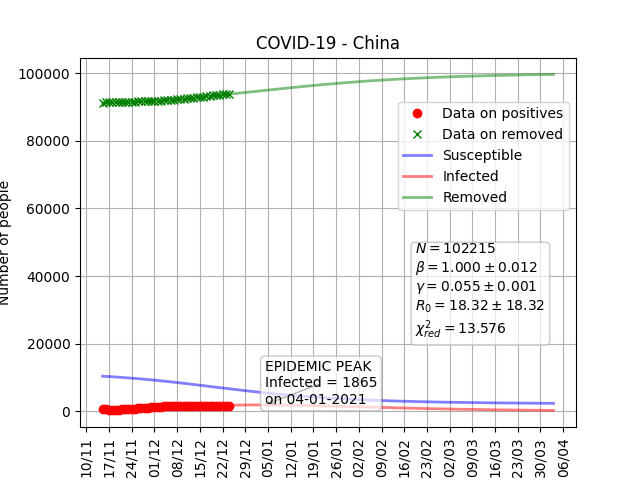 COVID-19 - China
Number of people
100000
80000
60000
40000
20000
0
Data on positives
Data on removed
Susceptible
Infected
Removed
N = 102215
β = 1.000 ± 0.012
γ = 0.055 ± 0.001
R₀ = 18.32 ± 18.32
χ²_red = 13.576
EPIDEMIC PEAK
Infected = 1865
on 04-01-2021
10/11
17/11
24/11
01/12
08/12
15/12
22/12
29/12
05/01
12/01
19/01
26/01
02/02
09/02
16/02
23/02
02/03
09/03
16/03
23/03
30/03
06/04